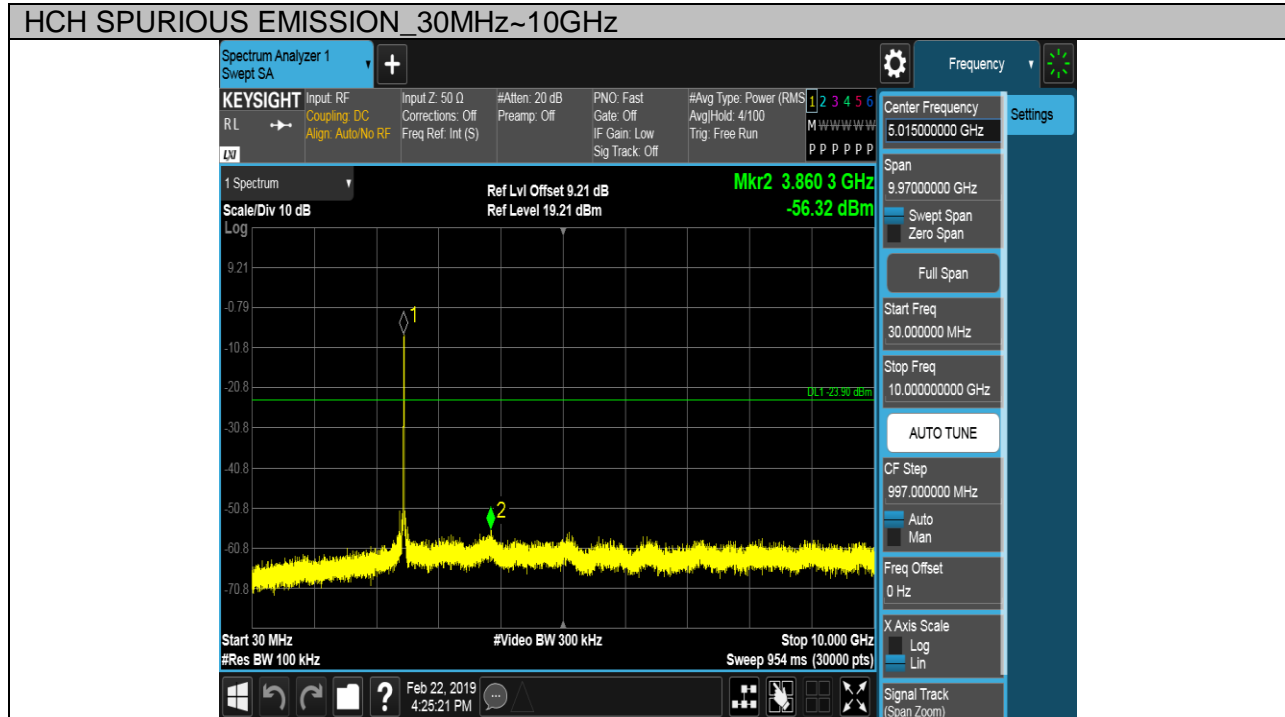 HCH SPURIOUS EMISSION_30MHz~10GHz
Spectrum Analyzer 1
Swept SA
+
Frequency
KEYSIGHT
RL
LXI
Input: RF
Coupling: DC
Align: Auto/No RF
Input Z: 50 Ω
Corrections: Off
Freq Ref: Int (S)
#Atten: 20 dB
Preamp: Off
PNO: Fast
Gate: Off
IF Gain: Low
Sig Track: Off
#Avg Type: Power (RMS
Avg|Hold: 4/100
Trig: Free Run
1 2 3 4 5 6
M W W W W W
P P P P P P
1 Spectrum
Scale/Div 10 dB
Log
Ref Lvl Offset 9.21 dB
Ref Level 19.21 dBm
Mkr2 3.860 3 GHz
-56.32 dBm
9.21
-0.79
-10.8
-20.8
-30.8
-40.8
-50.8
-60.8
-70.8
1
DL1 -23.90 dBm
2
Start 30 MHz
#Res BW 100 kHz
#Video BW 300 kHz
Stop 10.000 GHz
Sweep 954 ms (30000 pts)
Center Frequency
5.015000000 GHz
Settings
Span
9.97000000 GHz
Swept Span
Zero Span
Full Span
Start Freq
30.000000 MHz
Stop Freq
10.000000000 GHz
AUTO TUNE
CF Step
997.000000 MHz
Auto
Man
Freq Offset
0 Hz
X Axis Scale
Log
Lin
Signal Track
(Span Zoom)
?
Feb 22, 2019
4:25:21 PM